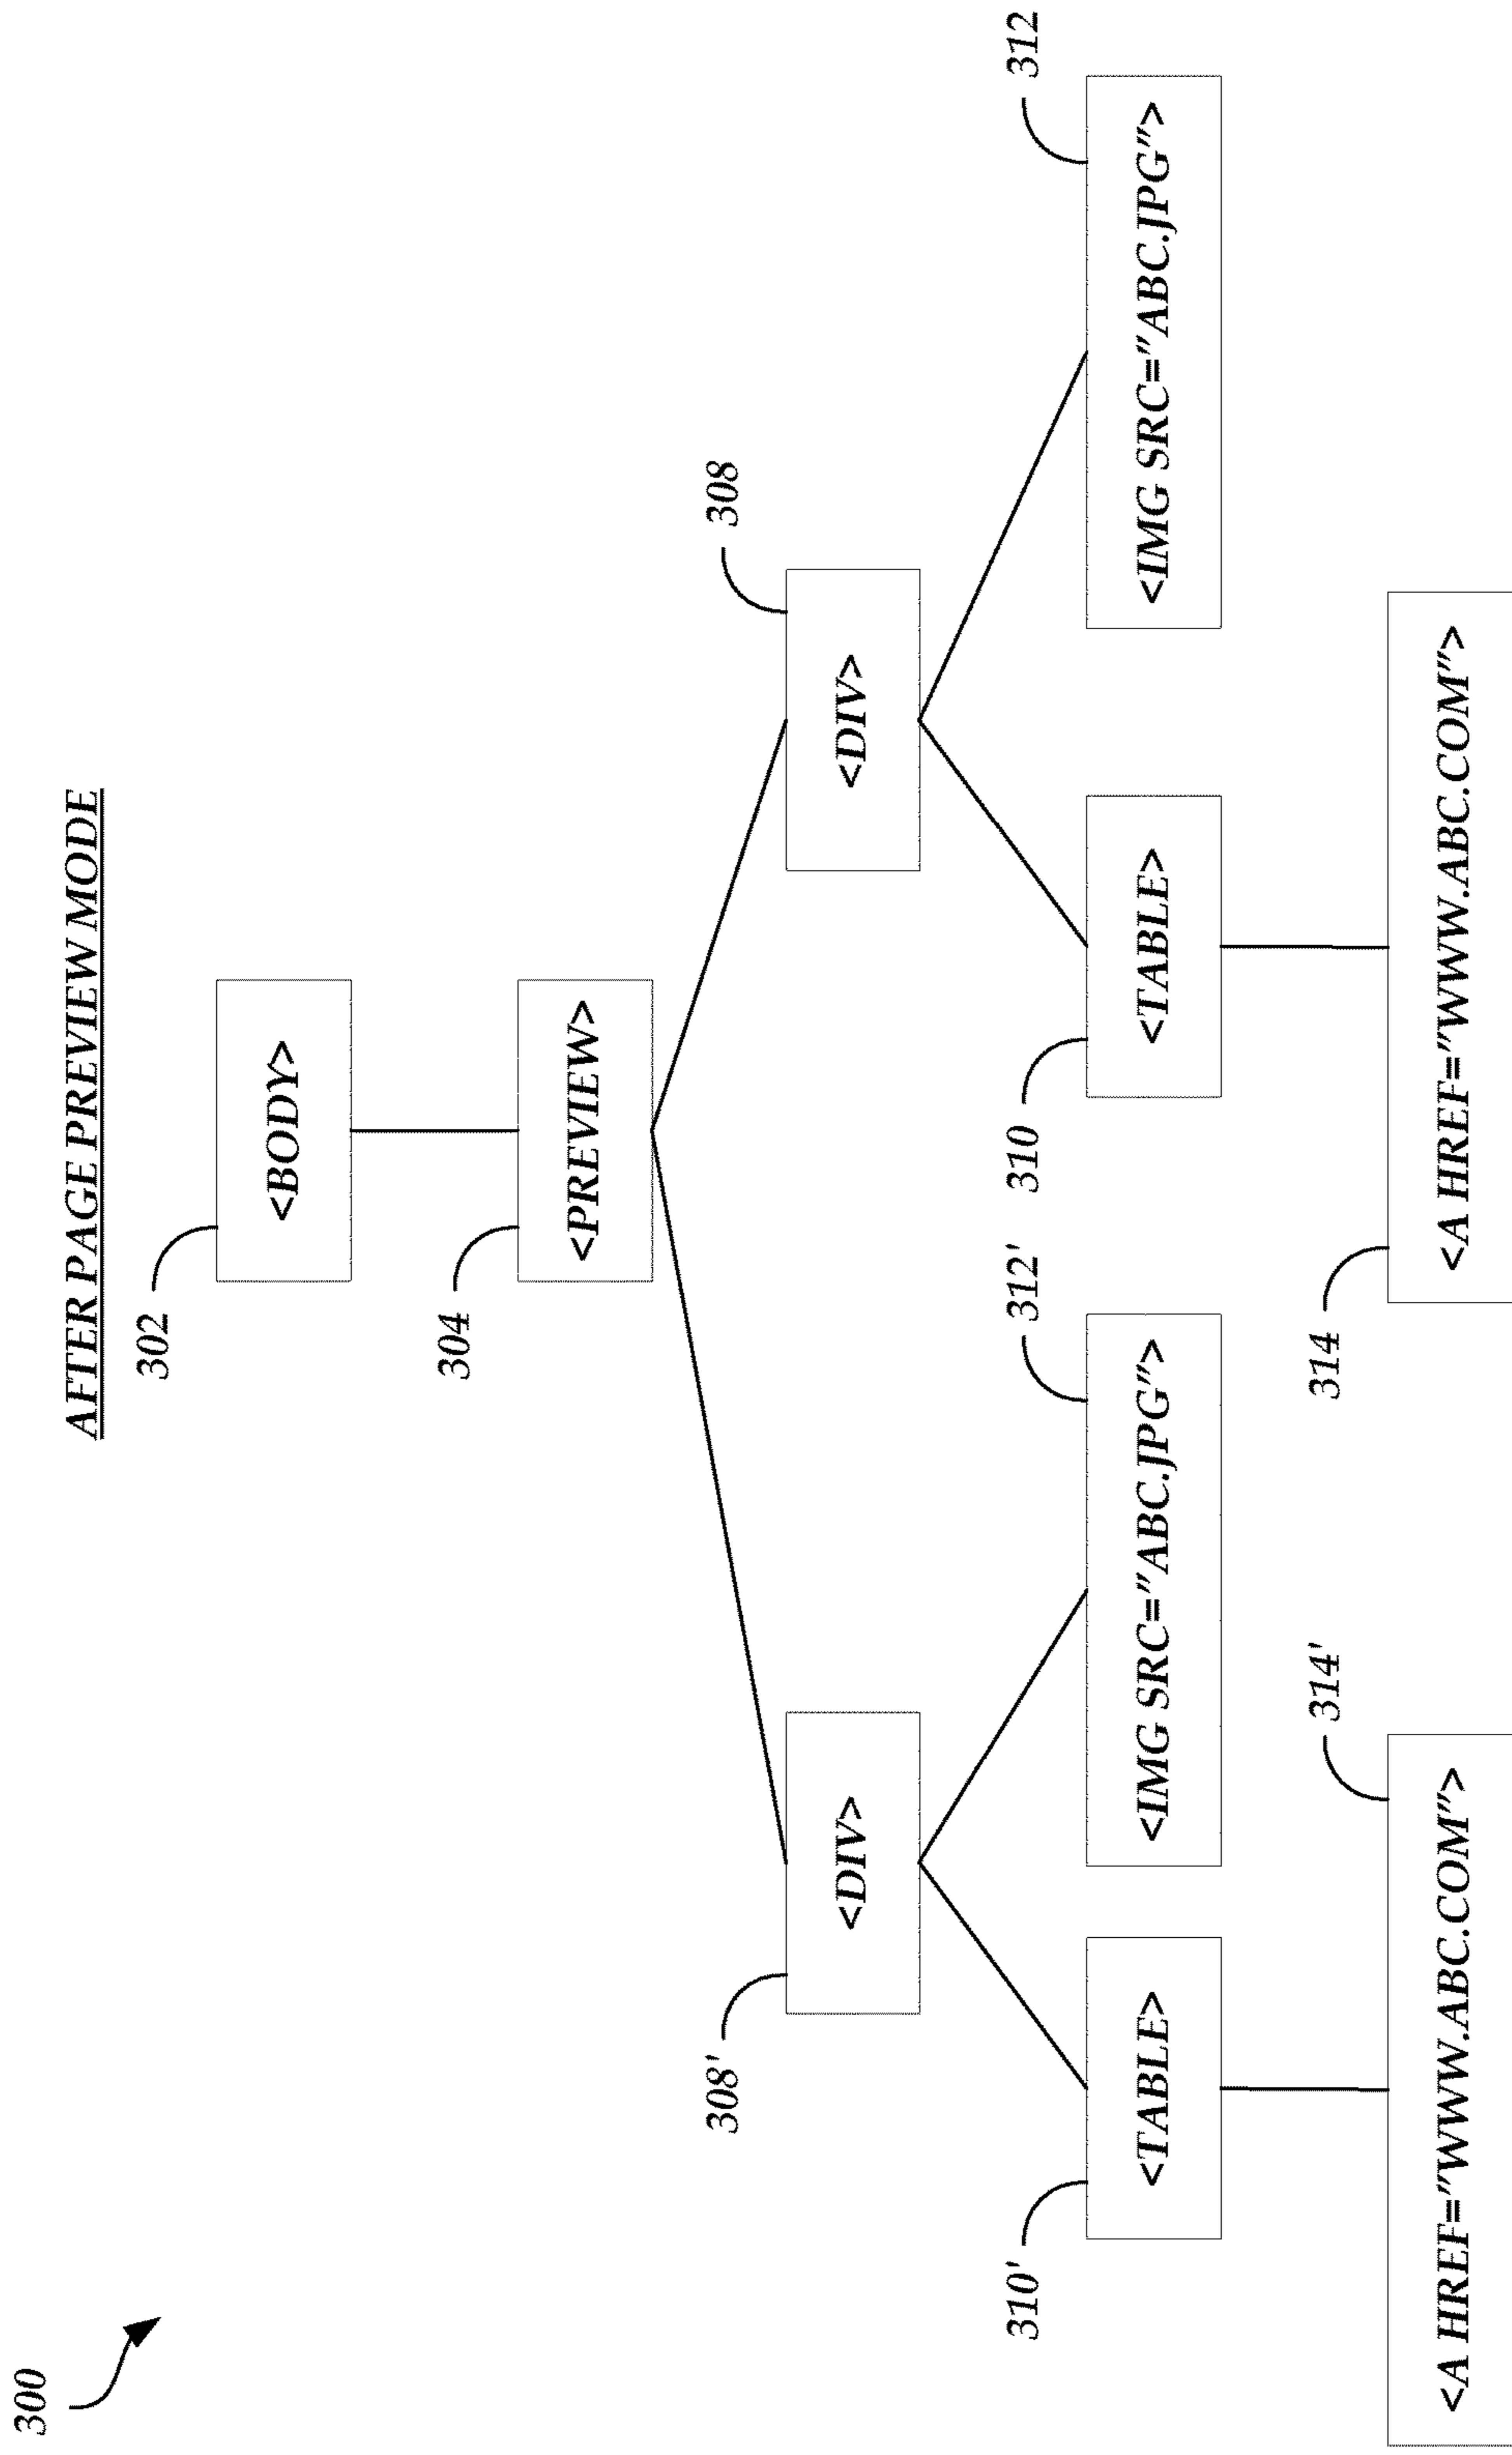 300
AFTER PAGE PREVIEW MODE
302
<BODY>
304
<PREVIEW>
308'
<DIV>
308
<DIV>
310'
<TABLE>
312'
<IMG SRC="ABC.JPG">
310
<TABLE>
312
<IMG SRC="ABC.JPG">
314'
<A HREF="WWW.ABC.COM">
314
<A HREF="WWW.ABC.COM">